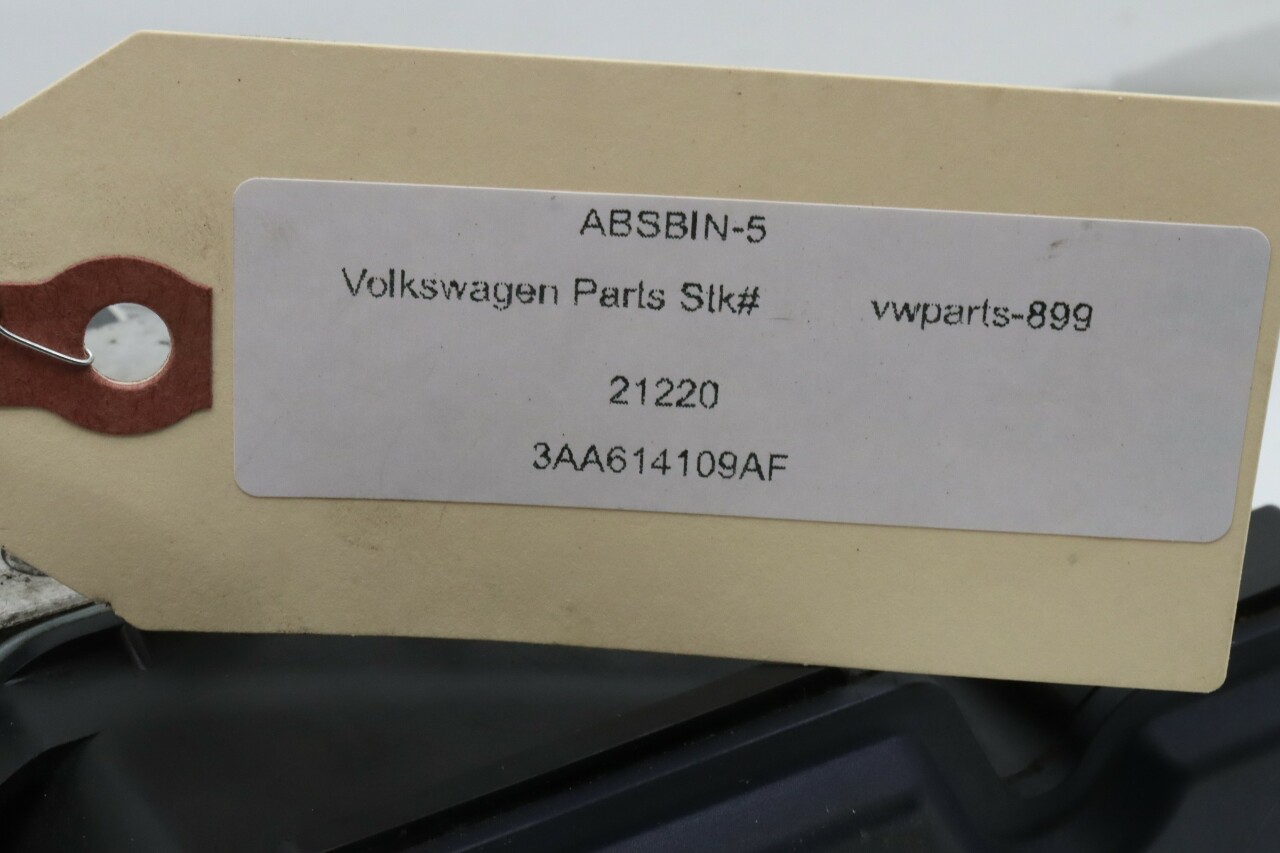 ABSBIN-5
Volkswagen Parts Stk# vwparts-899
21220
3AA614109AF